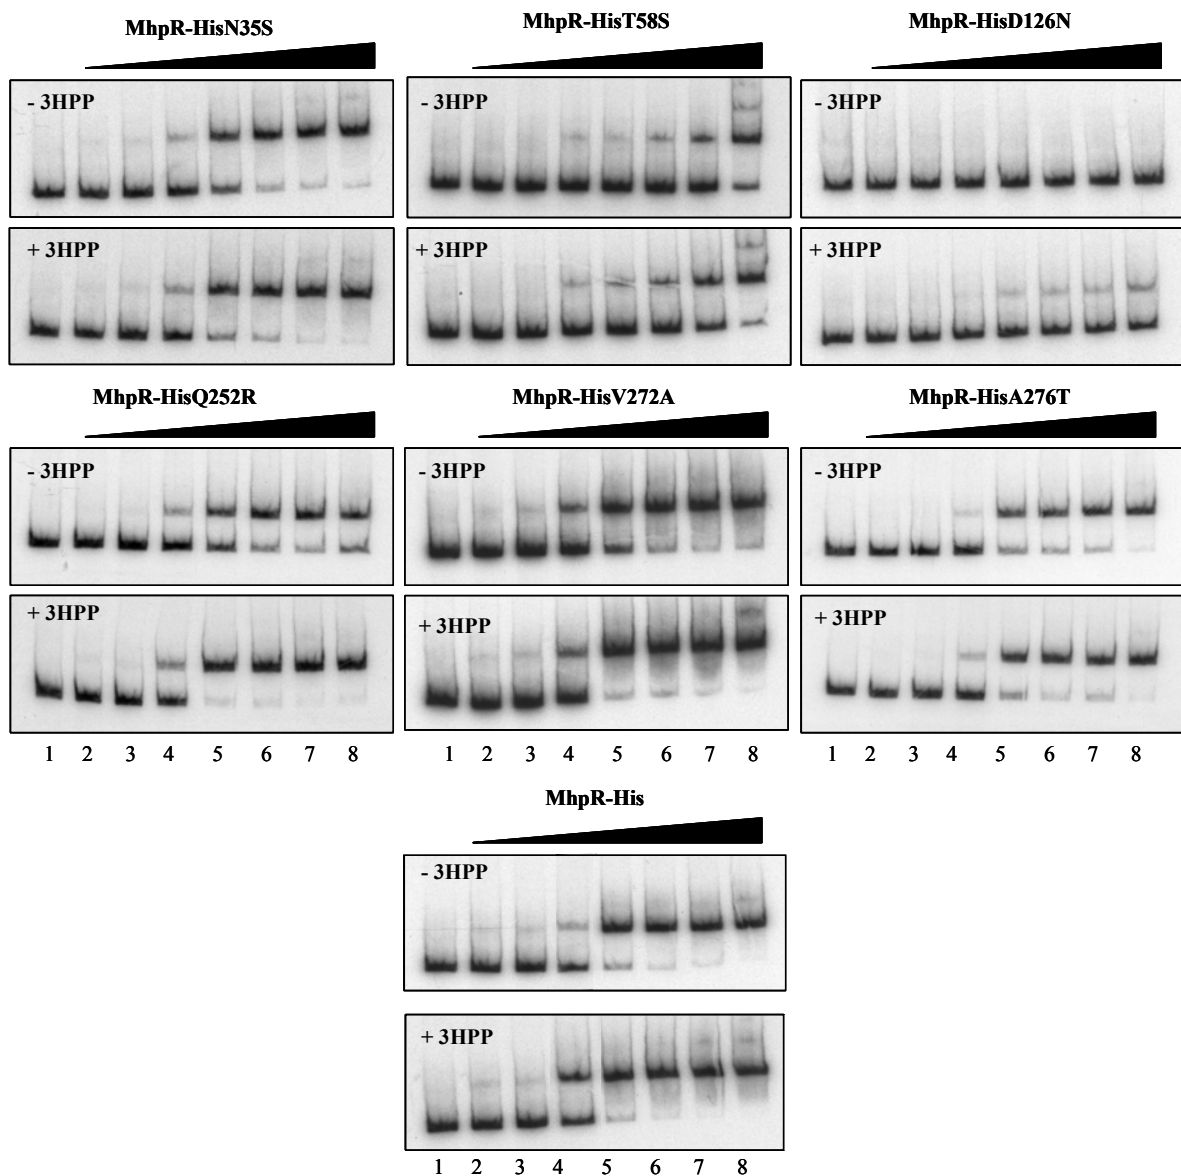 MhpR-HisN35S MhpR-HisT58S MhpR-HisD126N
- 3HPP - 3HPP - 3HPP
+ 3HPP + 3HPP + 3HPP
MhpR-HisQ252R MhpR-HisV272A MhpR-HisA276T
- 3HPP - 3HPP - 3HPP
+ 3HPP + 3HPP + 3HPP
1 2 3 4 5 6 7 8 1 2 3 4 5 6 7 8 1 2 3 4 5 6 7 8
MhpR-His
- 3HPP
+ 3HPP
1 2 3 4 5 6 7 8